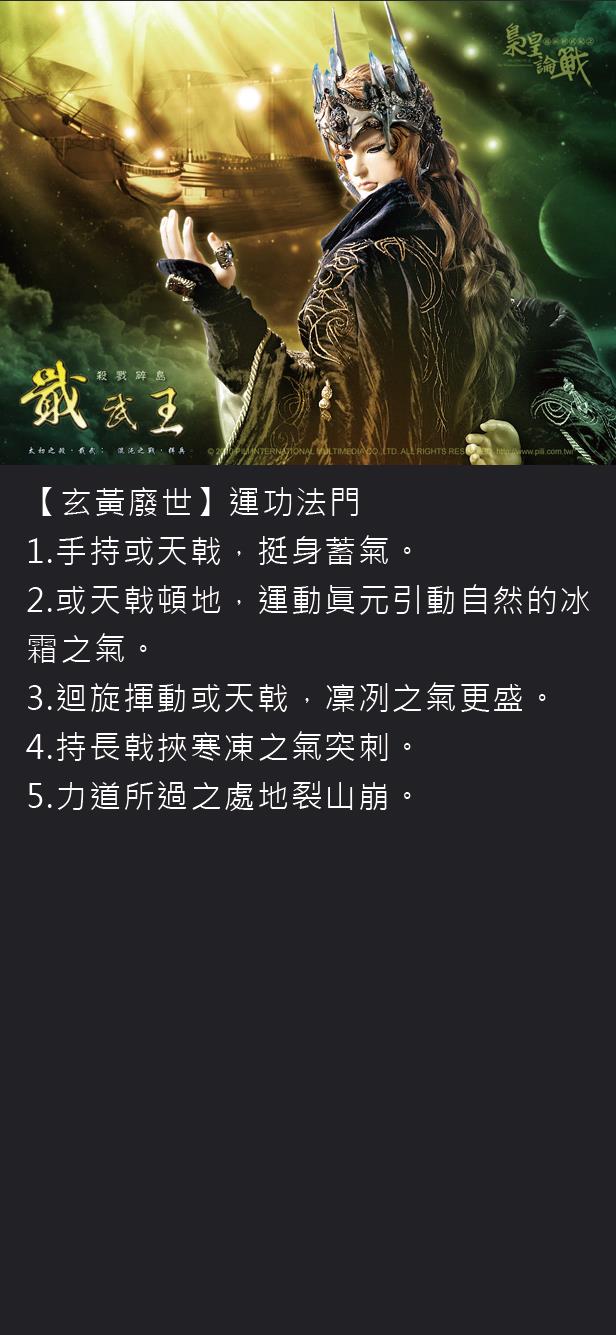 梟皇
論戰
殺戮碎島
戢武王
太初之殺，戢武；混沌之戰，輝兵
© 2010 PILI INTERNATIONAL MULTIMEDIA CO., LTD. ALL RIGHTS RESERVED. http://www.pili.com.tw
【玄黃廢世】運功法門
1.手持或天戟，挺身蓄氣。
2.或天戟頓地，運動眞元引動自然的冰
霜之氣。
3.迴旋揮動或天戟，凜冽之氣更盛。
4.持長戟挾寒凍之氣突刺。
5.力道所過之處地裂山崩。